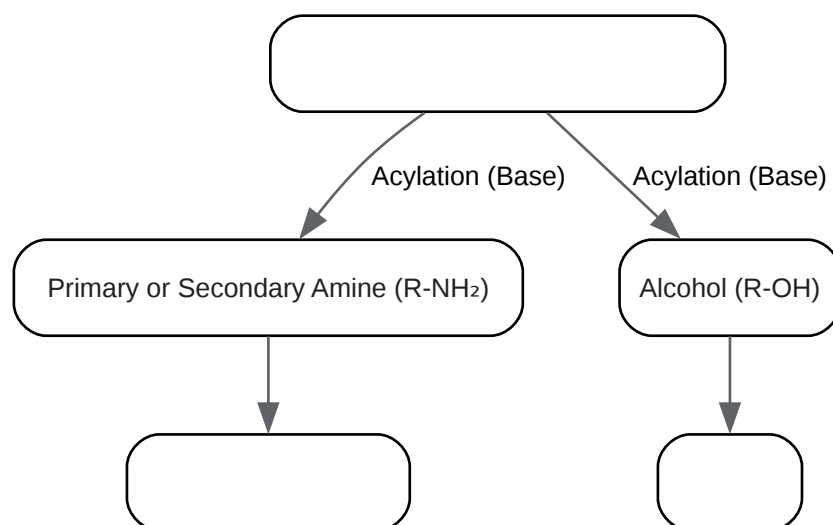 Acylation (Base)
Acylation (Base)
Primary or Secondary Amine (R-NH₂)
Alcohol (R-OH)